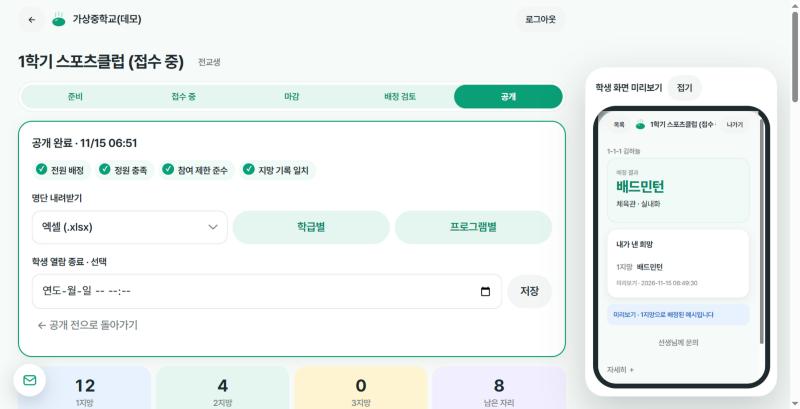 가상중학교(데모)
로그아웃
1학기 스포츠클럽 (접수 중)
전교생
준비
접수 중
마감
배정 검토
공개
공개 완료 · 11/15 06:51
전원 배정
정원 충족
참여 제한 준수
지망 기록 일치
명단 내려받기
엑셀 (.xlsx)
학급별
프로그램별
학생 열람 종료 · 선택
연도-월-일 -- --:--
저장
← 공개 전으로 돌아가기
12
1지망
4
2지망
0
3지망
8
남은 자리
학생 화면 미리보기
접기
목록
1학기 스포츠클럽 (접수 ·
나가기
1-1-1 김하늘
배정 결과
배드민턴
체육관 · 실내화
내가 낸 희망
1지망 배드민턴
미리보기 · 2026-11-15 06:49:30
미리보기 · 1지망으로 배정된 예시입니다
선생님께 문의
자세히 +